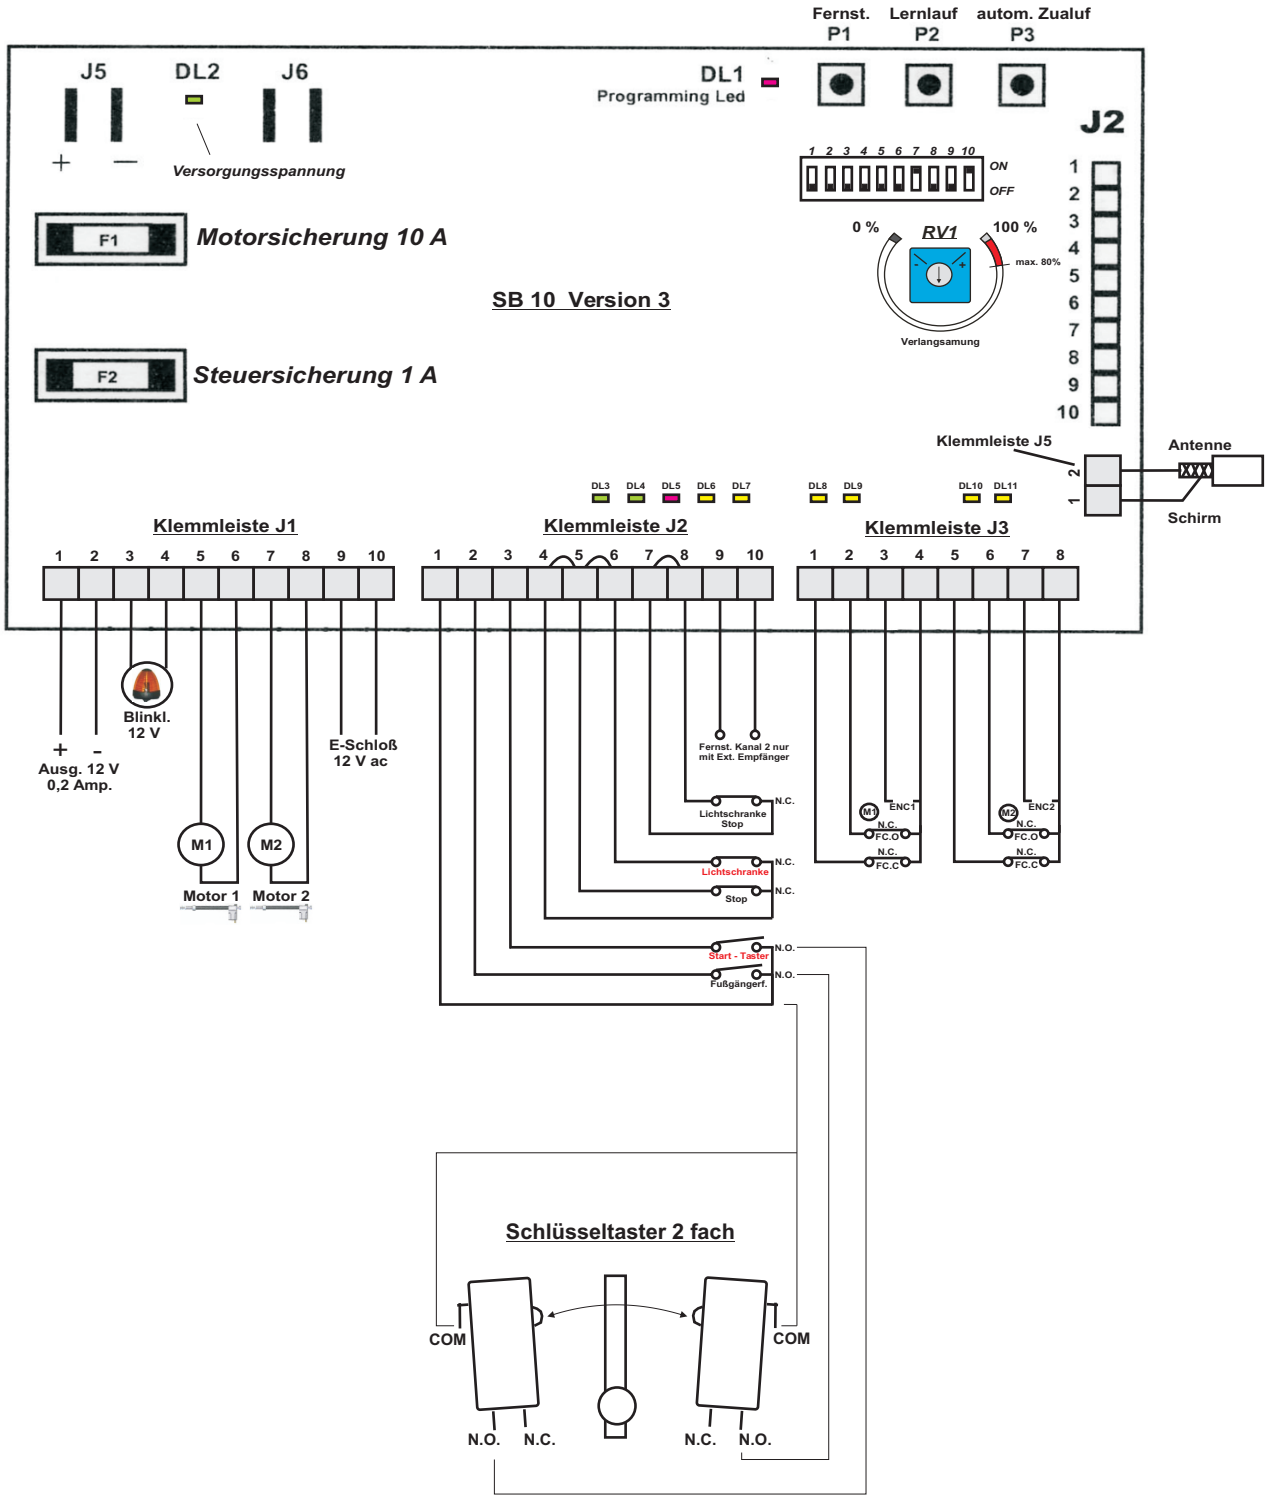 Fernst. Lernlauf autom. Zualuf
P1 P2 P3
J5 DL2 J6
DL1
Programming Led
J2
+ —
Versorgungsspannung
1 2 3 4 5 6 7 8 9 10
ON
OFF
1
2
3
4
5
6
7
8
9
10
F1 Motorsicherung 10 A
0 % RV1 100 %
- +
max. 80%
Verlangsamung
SB 10 Version 3
F2 Steuersicherung 1 A
Klemmleiste J5
2
1
Antenne
Schirm
DL3 DL4 DL5 DL6 DL7 DL8 DL9 DL10 DL11
Klemmleiste J1 Klemmleiste J2 Klemmleiste J3
1 2 3 4 5 6 7 8 9 10
1 2 3 4 5 6 7 8 9 10
1 2 3 4 5 6 7 8
Blinkl.
12 V
+ -
Ausg. 12 V
0,2 Amp.
E-Schloß
12 V ac
M1 M2
Motor 1 Motor 2
Fernst. Kanal 2 nur
mit Ext. Empfänger
N.C.
Lichtschranke
Stop
N.C.
Lichtschranke
N.C.
Stop
N.O.
Start - Taster
N.O.
Fußgängerf.
M1 ENC1
N.C.
FC.O
N.C.
FC.C
M2 ENC2
N.C.
FC.O
N.C.
FC.C
Schlüsseltaster 2 fach
COM COM
N.O. N.C. N.C. N.O.